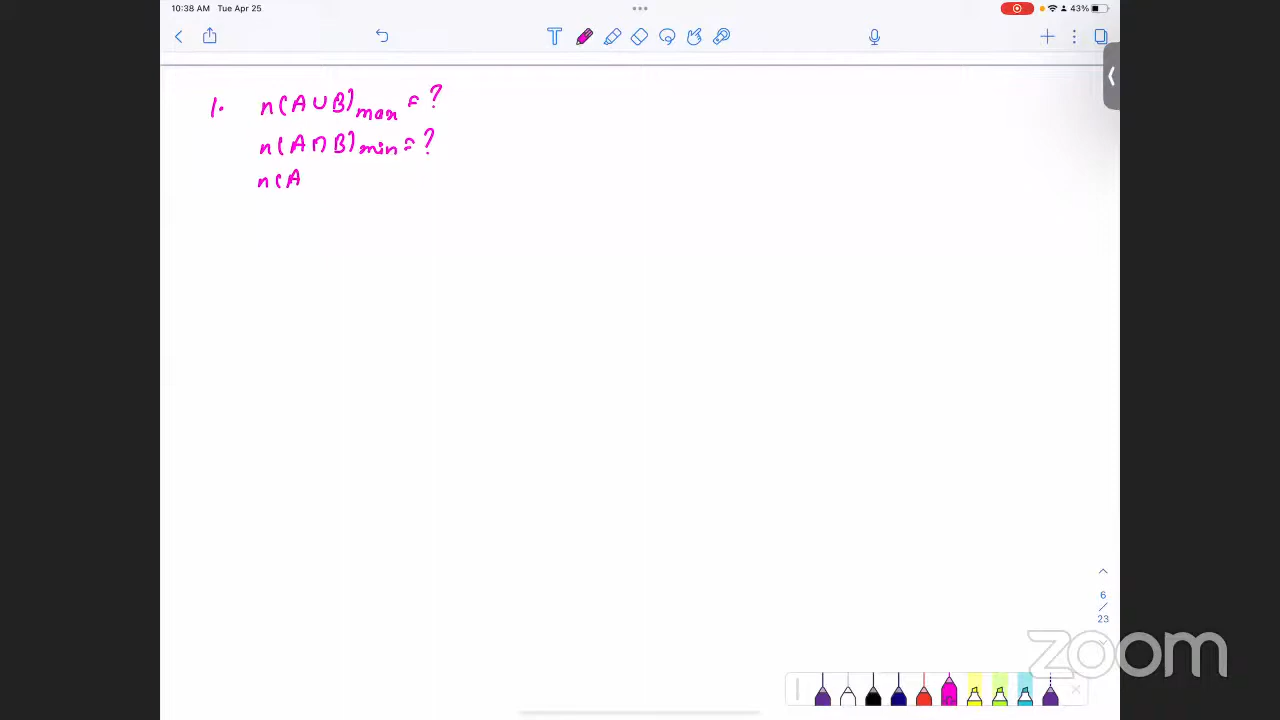 10:38 AM Tue Apr 25
43%
1. n(A∪B)max = ?
n(A∩B)min = ?
n(A
6
/
23
zoom